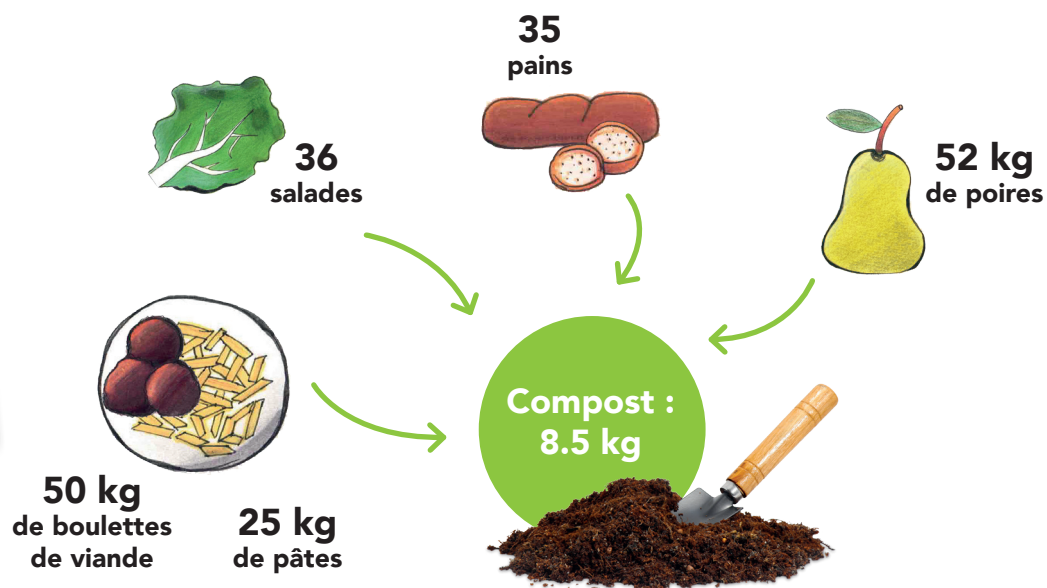 35
pains
36
salades
52 kg
de poires
Compost :
8.5 kg
50 kg
de boulettes
de viande
25 kg
de pâtes